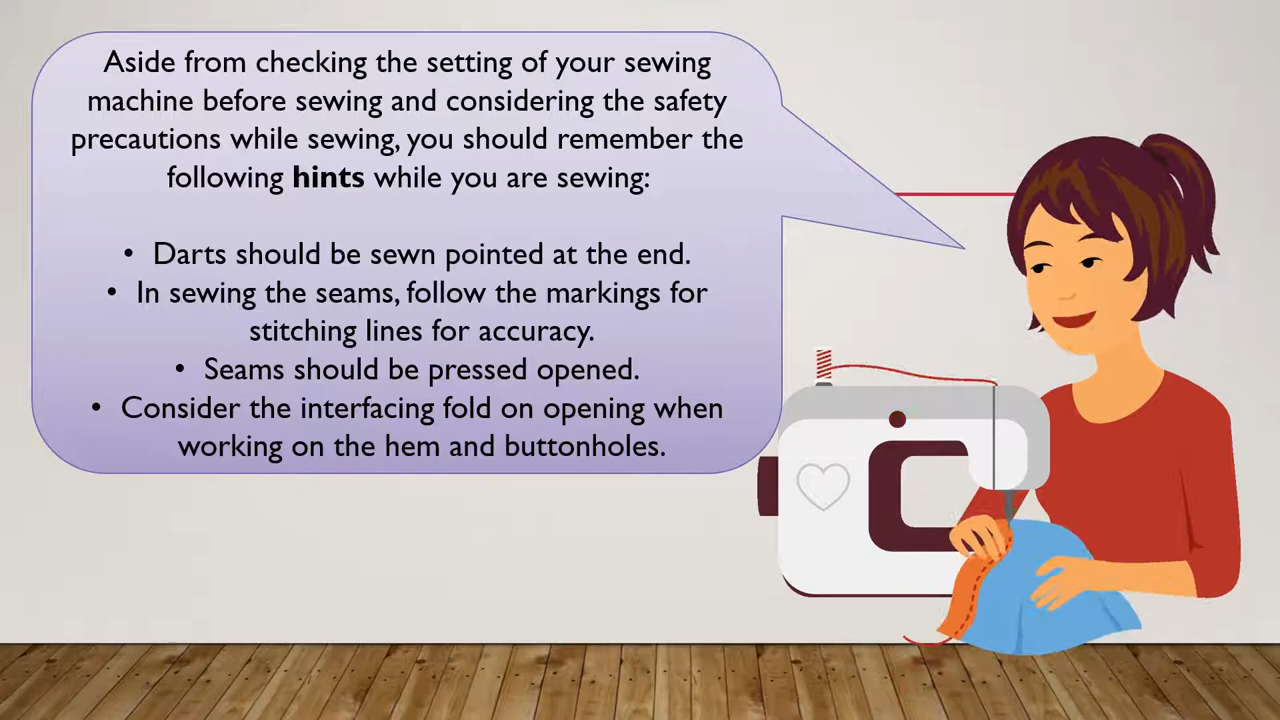 Aside from checking the setting of your sewing
machine before sewing and considering the safety
precautions while sewing, you should remember the
following hints while you are sewing:
• Darts should be sewn pointed at the end.
• In sewing the seams, follow the markings for
stitching lines for accuracy.
• Seams should be pressed opened.
• Consider the interfacing fold on opening when
working on the hem and buttonholes.